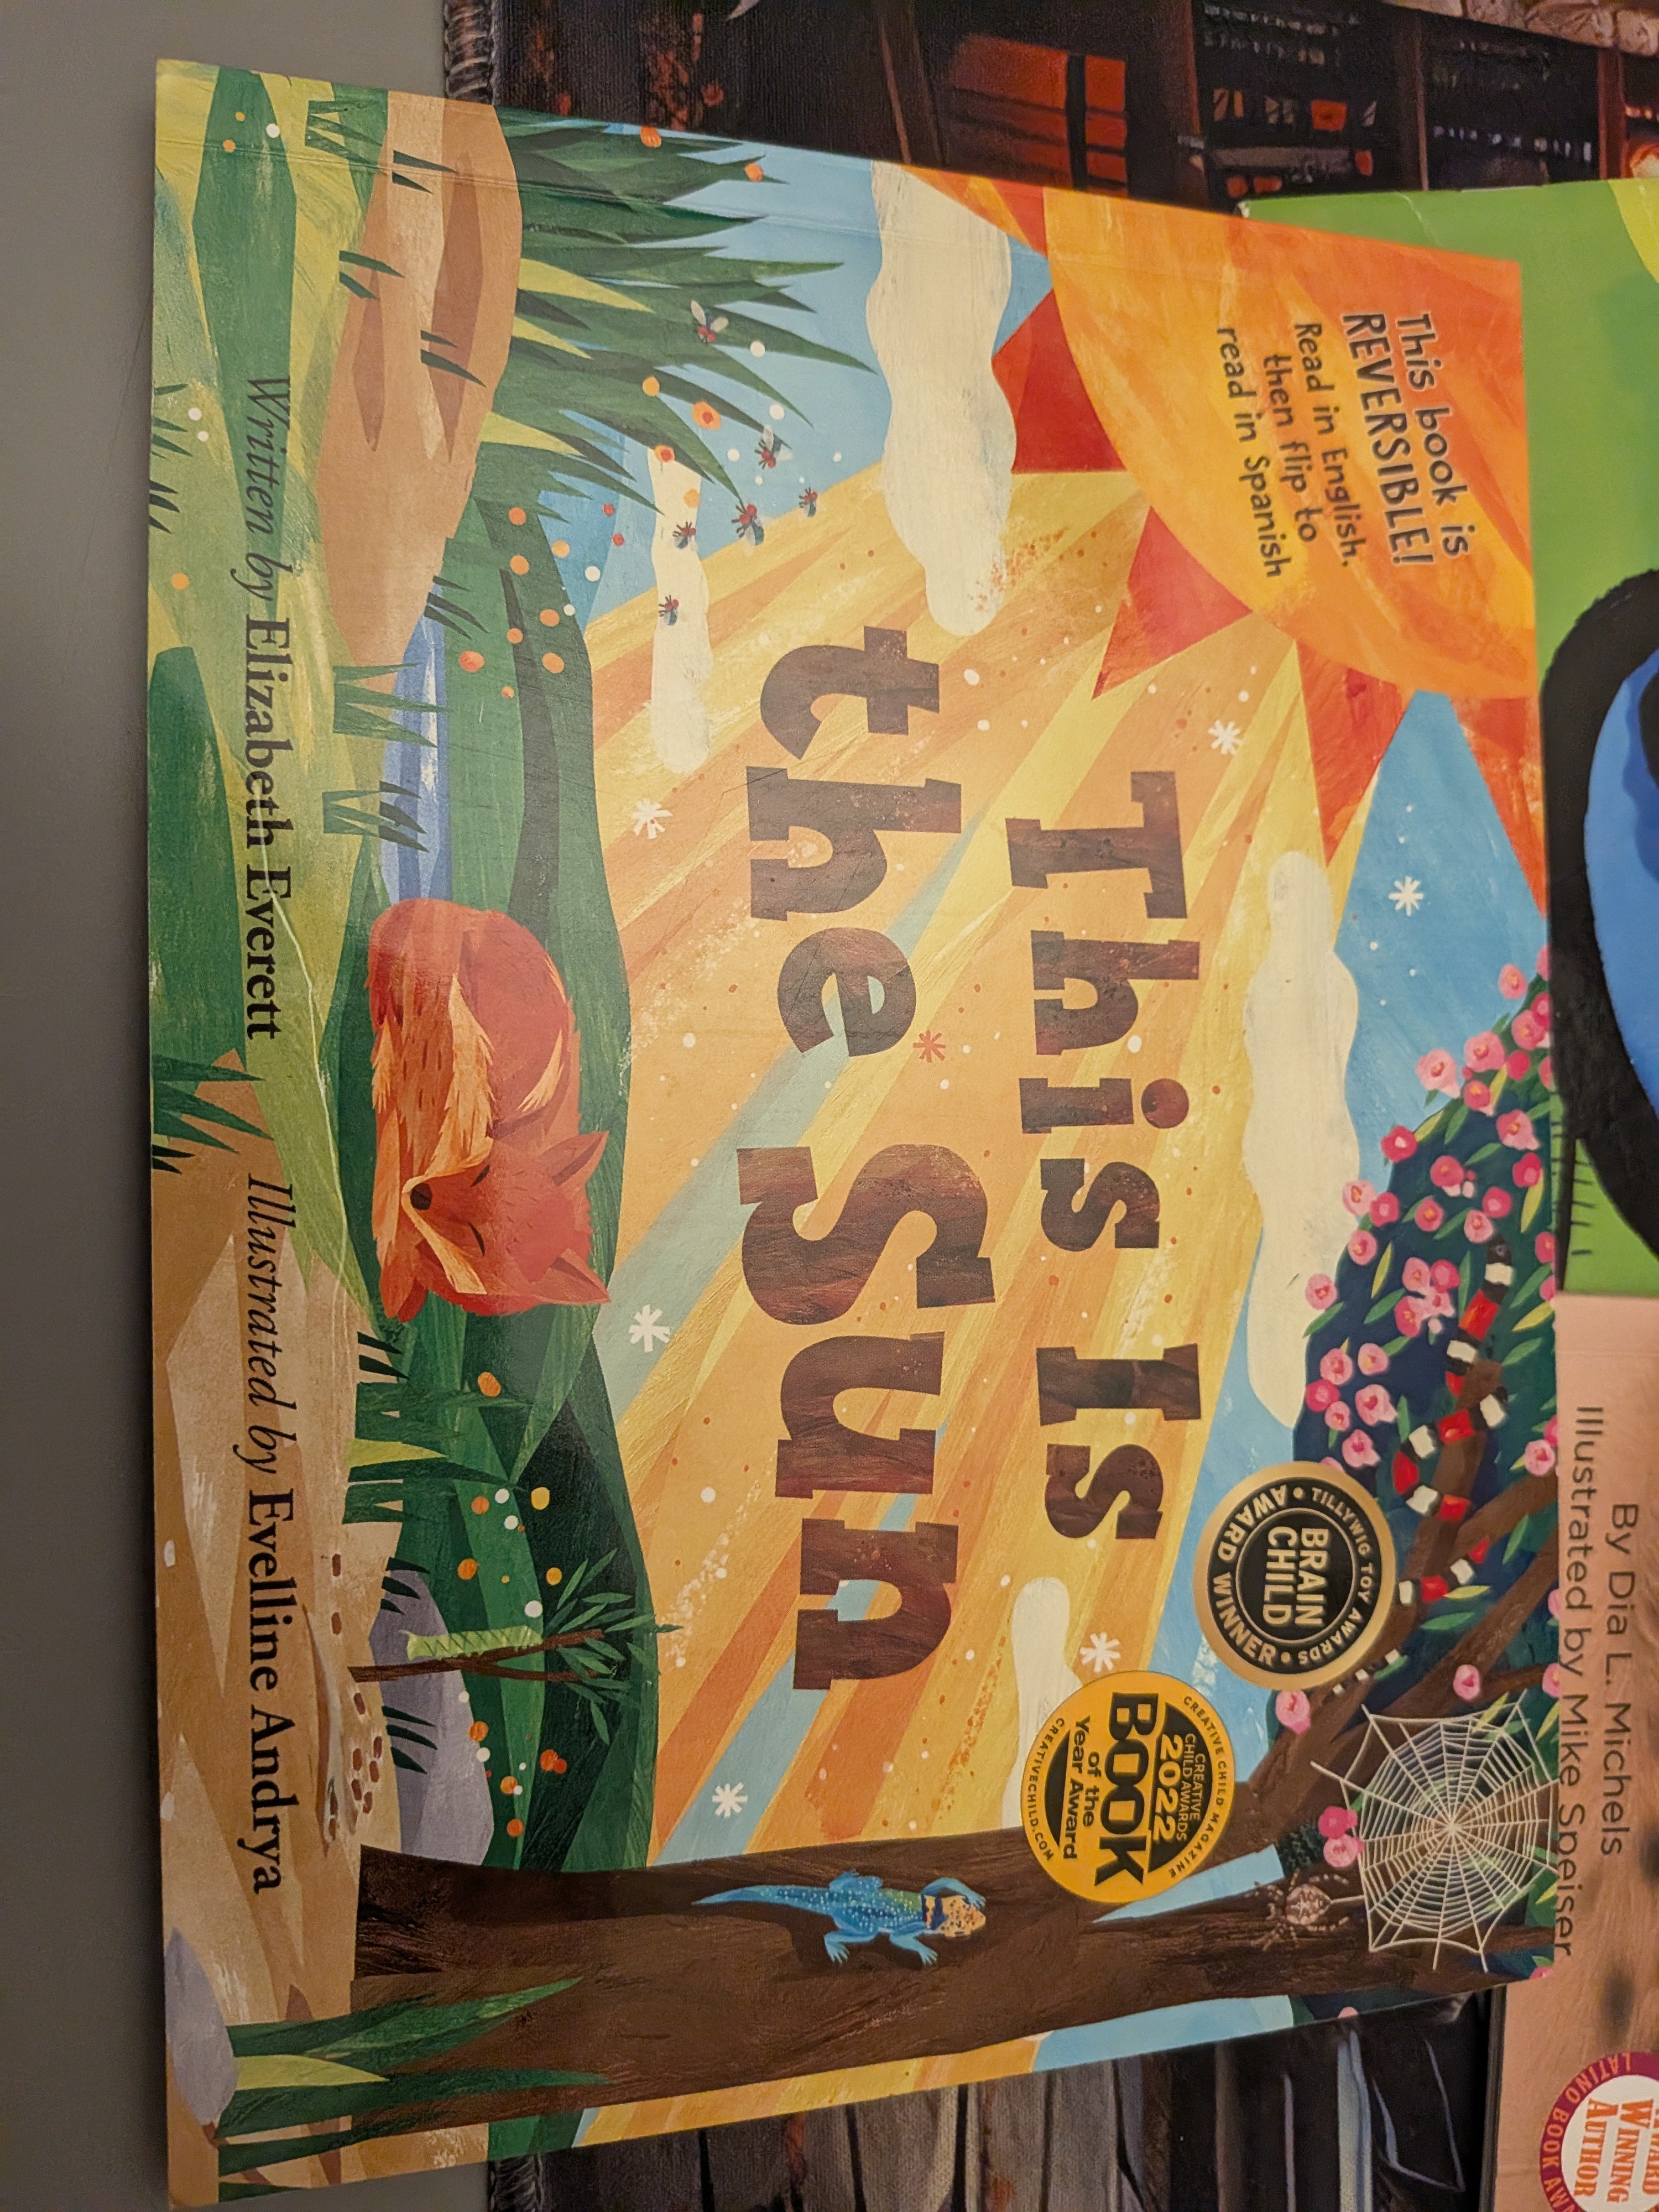 This book is
REVERSIBLE!
Read in English,
then flip to
read in Spanish
This Is
the Sun
TILLYWIG TOY AWARDS
BRAIN
CHILD
AWARD WINNER
CREATIVE CHILD MAGAZINE
CREATIVE
CHILD AWARDS
2022
BOOK
of the
Year Award
CREATIVECHILD.COM
Written by Elizabeth Everett
Illustrated by Evelline Andrya
By Dia L. Michels
Illustrated by Mike Speiser
LATINO BOOK
WINNING
AUTHOR